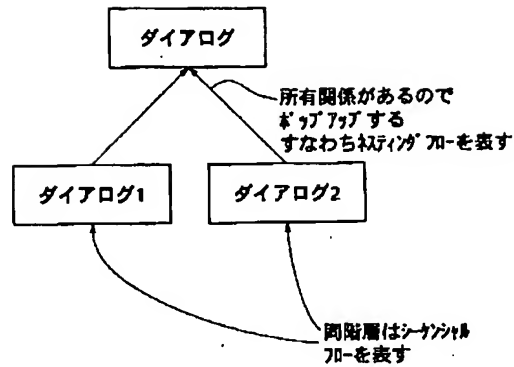 ダイアログ
所有関係があるので
ポップアップする
すなわちネスティングフローを表す
ダイアログ1
ダイアログ2
同階層はシーケンシャル
フローを表す